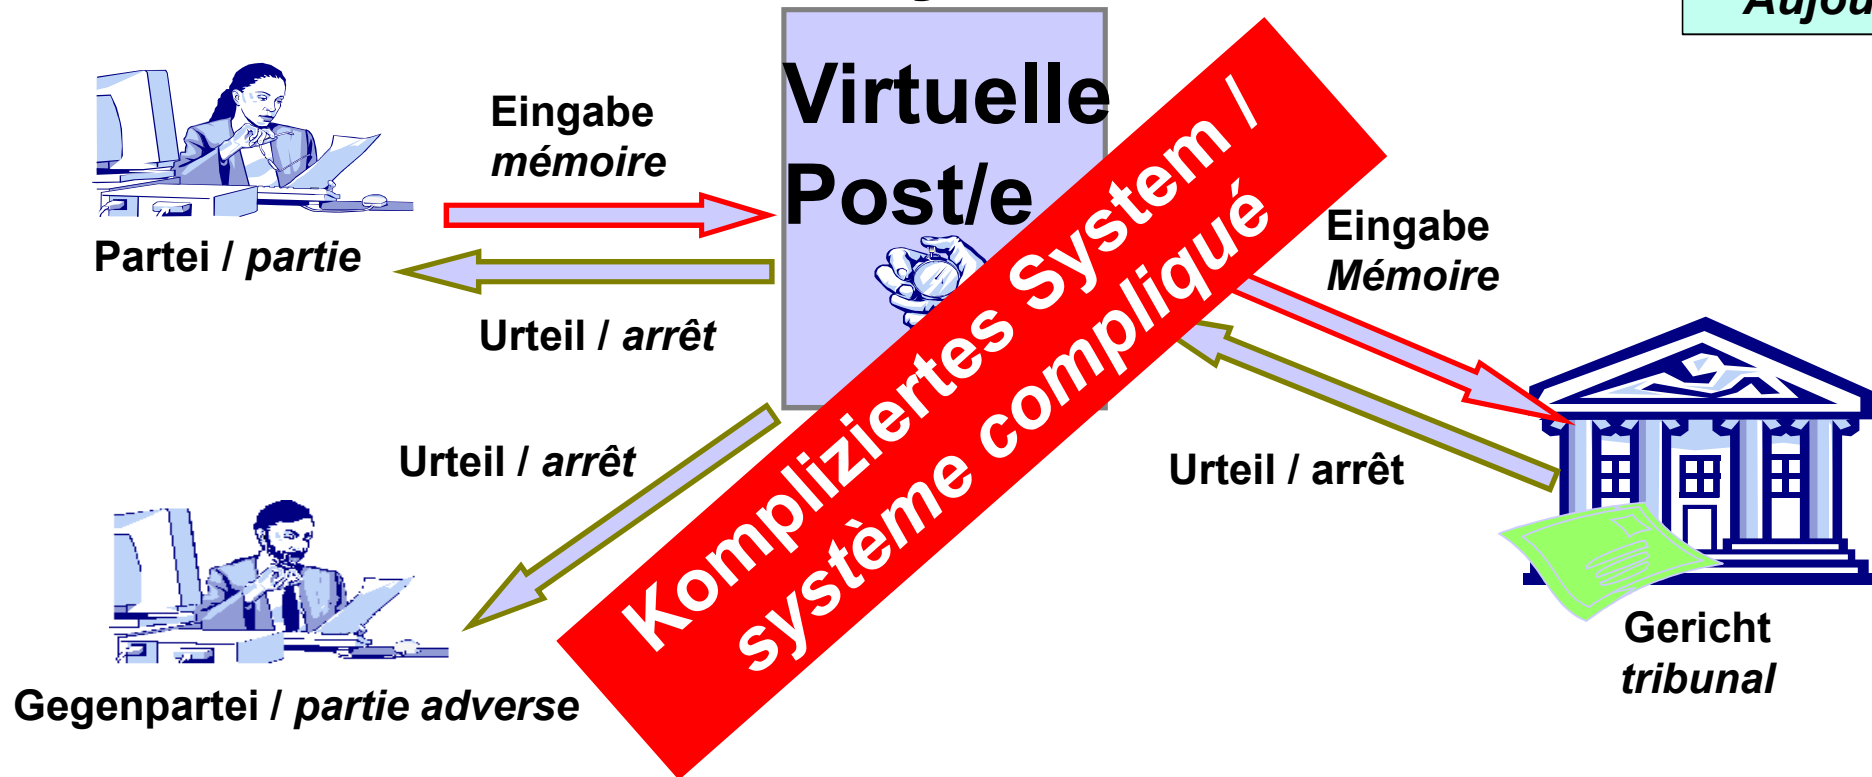 Virtuelle
Post/e
Eingabe
mémoire
Partei / partie
Urteil / arrêt
Kompliziertes System /
système compliqué
Eingabe
Mémoire
Urteil / arrêt
Urteil / arrêt
Gericht
tribunal
Gegenpartei / partie adverse